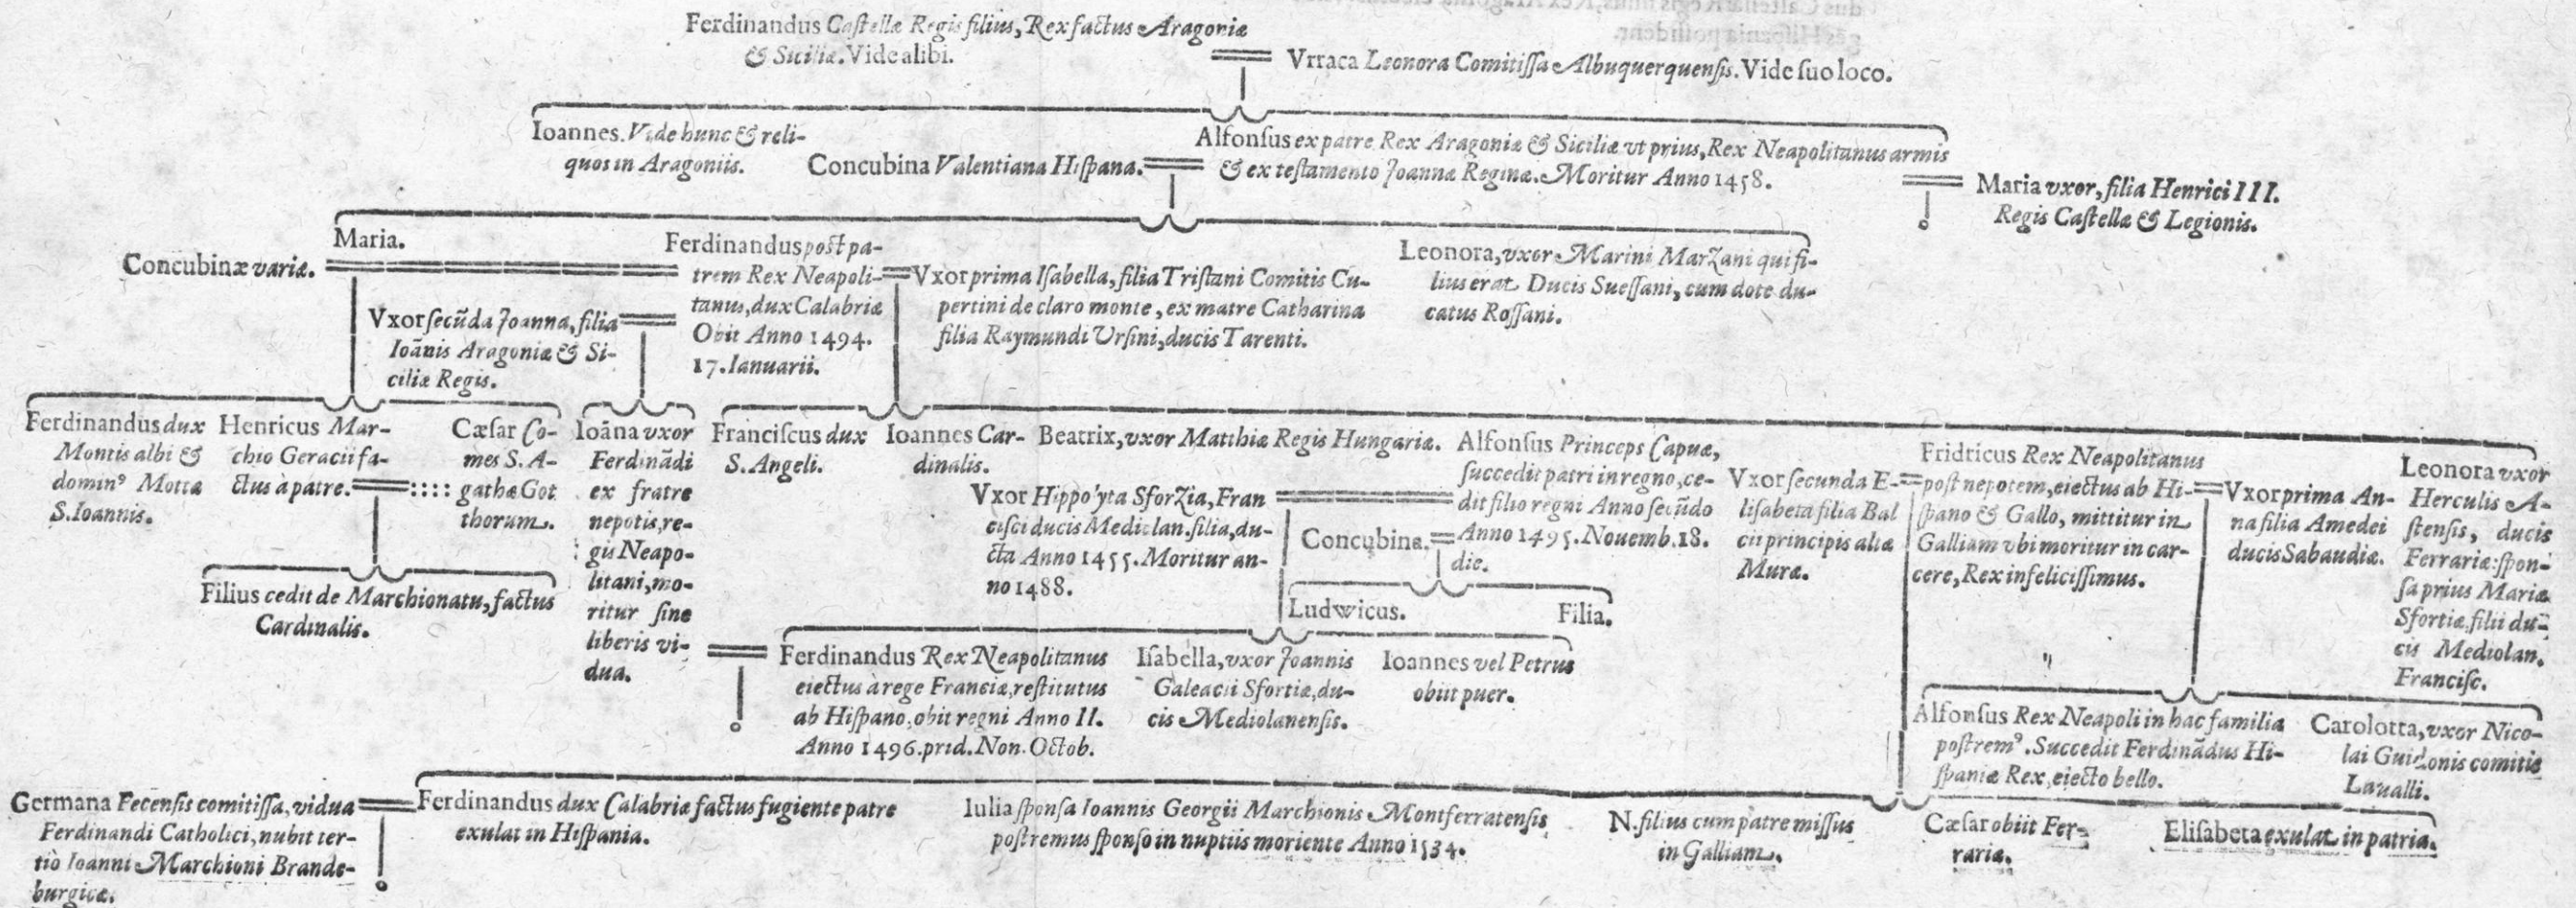 Ferdinandus Castellæ Regis filius, Rex factus Aragoniæ
& Siciliæ. Vide alibi.
Vrraca Leonora Comitissa Albuquerquensis. Vide suo loco.
Ioannes. Vide hunc & reli-
quos in Aragoniis.
Concubina Valentiana Hispana.
Alfonsus ex patre Rex Aragoniæ & Siciliæ vt prius, Rex Neapolitanus armis
& ex testamento Joannæ Reginæ. Moritur Anno 1458.
Maria vxor, filia Henrici III.
Regis Castellæ & Legionis.
Maria.
Concubinæ variæ.
Ferdinandus post pa-
trem Rex Neapoli-
tanus, dux Calabriæ
Obit Anno 1494.
17. Ianuarii.
Vxor prima Isabella, filia Tristani Comitis Cu-
pertini de claro monte, ex matre Catharina
filia Raymundi Ursini, ducis Tarenti.
Leonora, vxor Marini Marzani qui fi-
lius erat Ducis Suessani, cum dote du-
catus Rossani.
Vxor secūda Joanna, filia
Ioānis Aragoniæ & Si-
ciliæ Regis.
Ferdinandus dux
Montis albi &
dominꝰ Mottæ
S. Ioannis.
Henricus Mar-
chio Geracii fa-
ctus à patre.
Cæsar Co-
mes S. A-
gathæ Got
thorum.
Ioāna vxor
Ferdinādi
ex fratre
nepotis, re-
gis Neapo-
litani, mo-
ritur sine
liberis vi-
dua.
Franciscus dux
S. Angeli.
Ioannes Car-
dinalis.
Beatrix, vxor Matthiæ Regis Hungariæ.
Vxor Hippolyta Sforzia, Fran
cisci ducis Mediolan. filia, du-
cta Anno 1455. Moritur an-
no 1488.
Alfonsus Princeps Capuæ,
succedit patri in regno, ce-
dit filio regni Anno secūdo
Anno 1495. Nouemb. 18.
die.
Concubina.
Vxor secunda E-
lisabeta filia Bal
cii principis altæ
Muræ.
Fridricus Rex Neapolitanus
post nepotem, eiectus ab Hi-
spano & Gallo, mittitur in
Galliam vbi moritur in car-
cere, Rex infelicissimus.
Vxor prima An-
na filia Amedei
ducis Sabaudiæ.
Leonora vxor
Herculis A-
stensis, ducis
Ferrariæ: spon-
sa prius Mariæ
Sfortiæ, filii du-
cis Mediolan.
Francisc.
Filius cedit de Marchionatu, factus
Cardinalis.
Ludwicus.
Filia.
Ferdinandus Rex Neapolitanus
eiectus à rege Franciæ, restitutus
ab Hispano, obit regni Anno II.
Anno 1496. prid. Non. Octob.
Isabella, vxor Joannis
Galeacii Sfortiæ, du-
cis Mediolanensis.
Ioannes vel Petrus
obiit puer.
Alfonsus Rex Neapoli in hac familia
postremꝰ. Succedit Ferdinādus Hi-
spaniæ Rex, eiecto bello.
Carolotta, vxor Nico-
lai Guidonis comitis
Laualli.
Germana Fecensis comitissa, vidua
Ferdinandi Catholici, nubit ter-
tiò Ioanni Marchioni Brande-
burgicæ.
Ferdinandus dux Calabriæ factus fugiente patre
exulat in Hispania.
Iulia sponsa Ioannis Georgii Marchionis Montferratensis
postremus sponso in nuptiis moriente Anno 1534.
N. filius cum patre missus
in Galliam.
Cæsar obiit Fer-
rariæ.
Elisabeta exulat in patria.